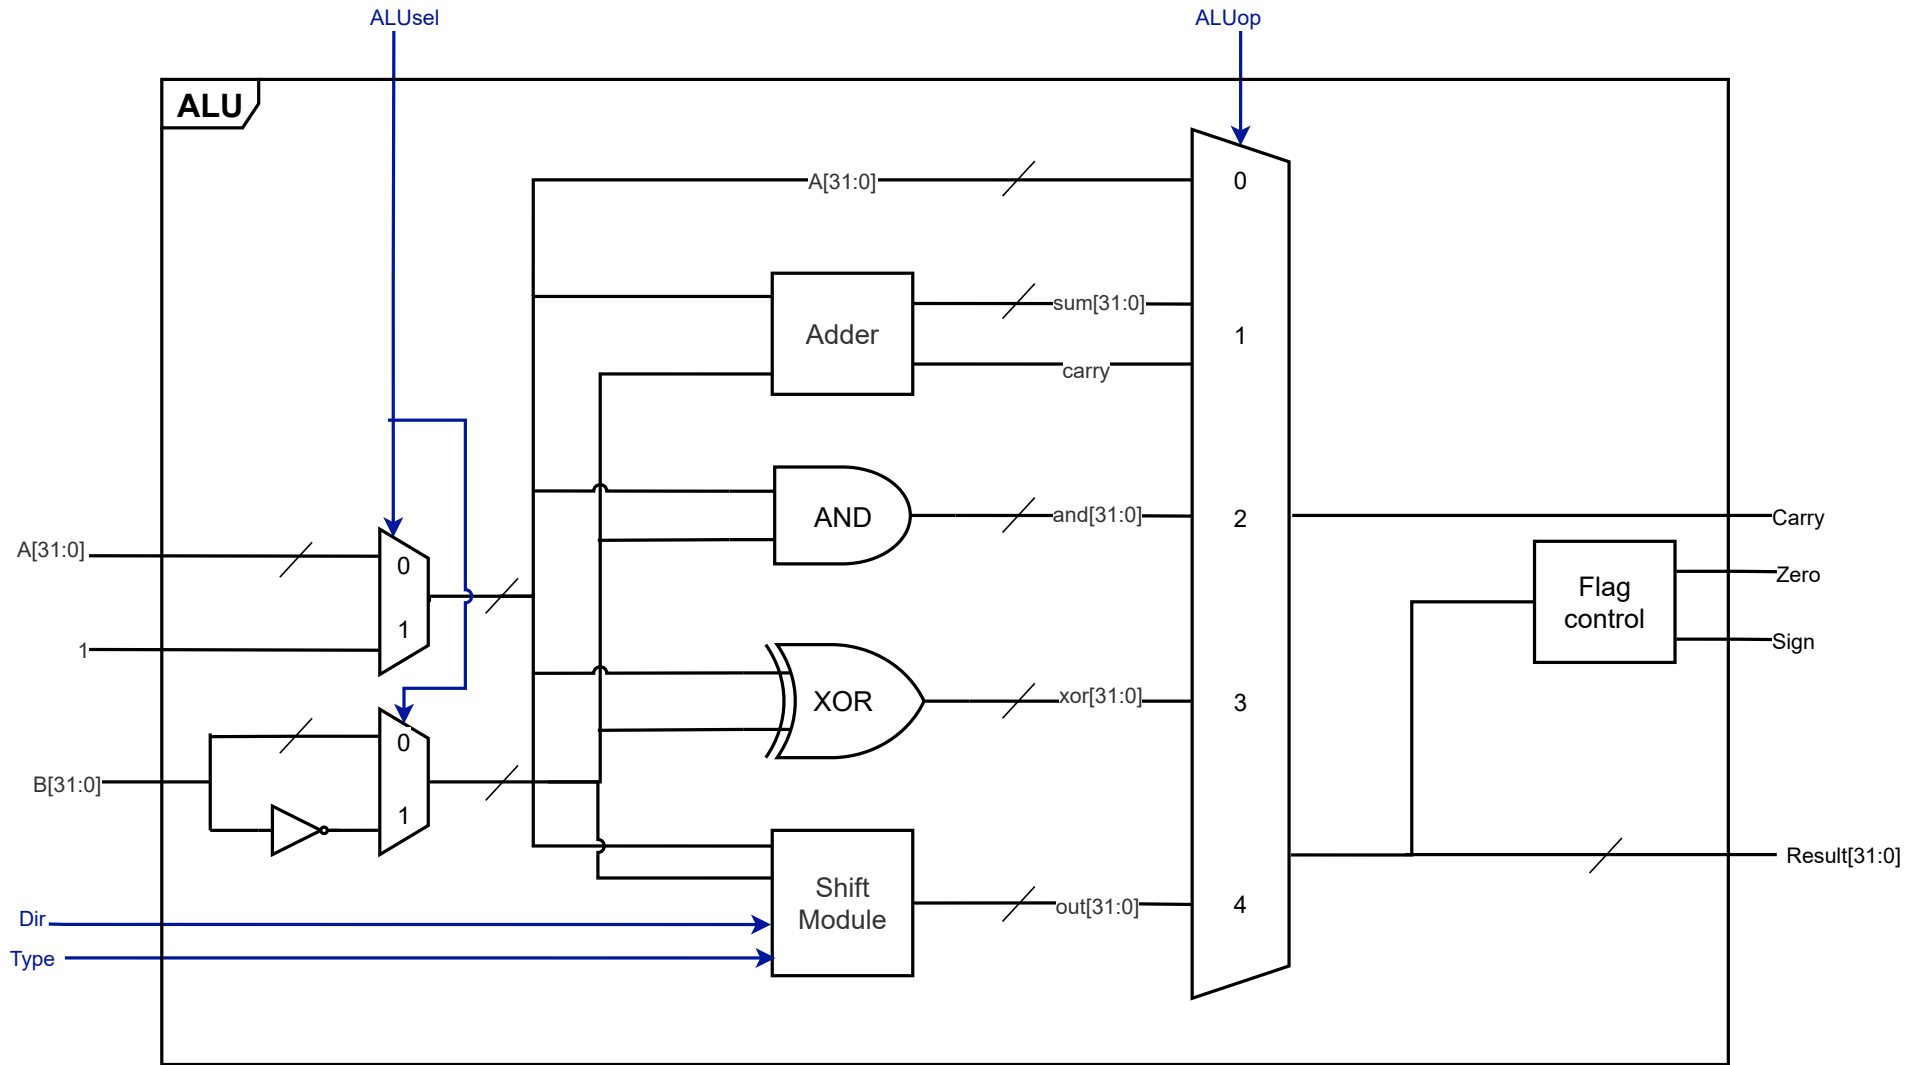 ALUsel
ALUop
ALU
A[31:0]
0
sum[31:0]
Adder
1
carry
AND
and[31:0]
2
Carry
A[31:0]
0
Flag
control
Zero
1
1
Sign
XOR
xor[31:0]
3
0
B[31:0]
1
Result[31:0]
Shift
Module
out[31:0]
4
Dir
Type